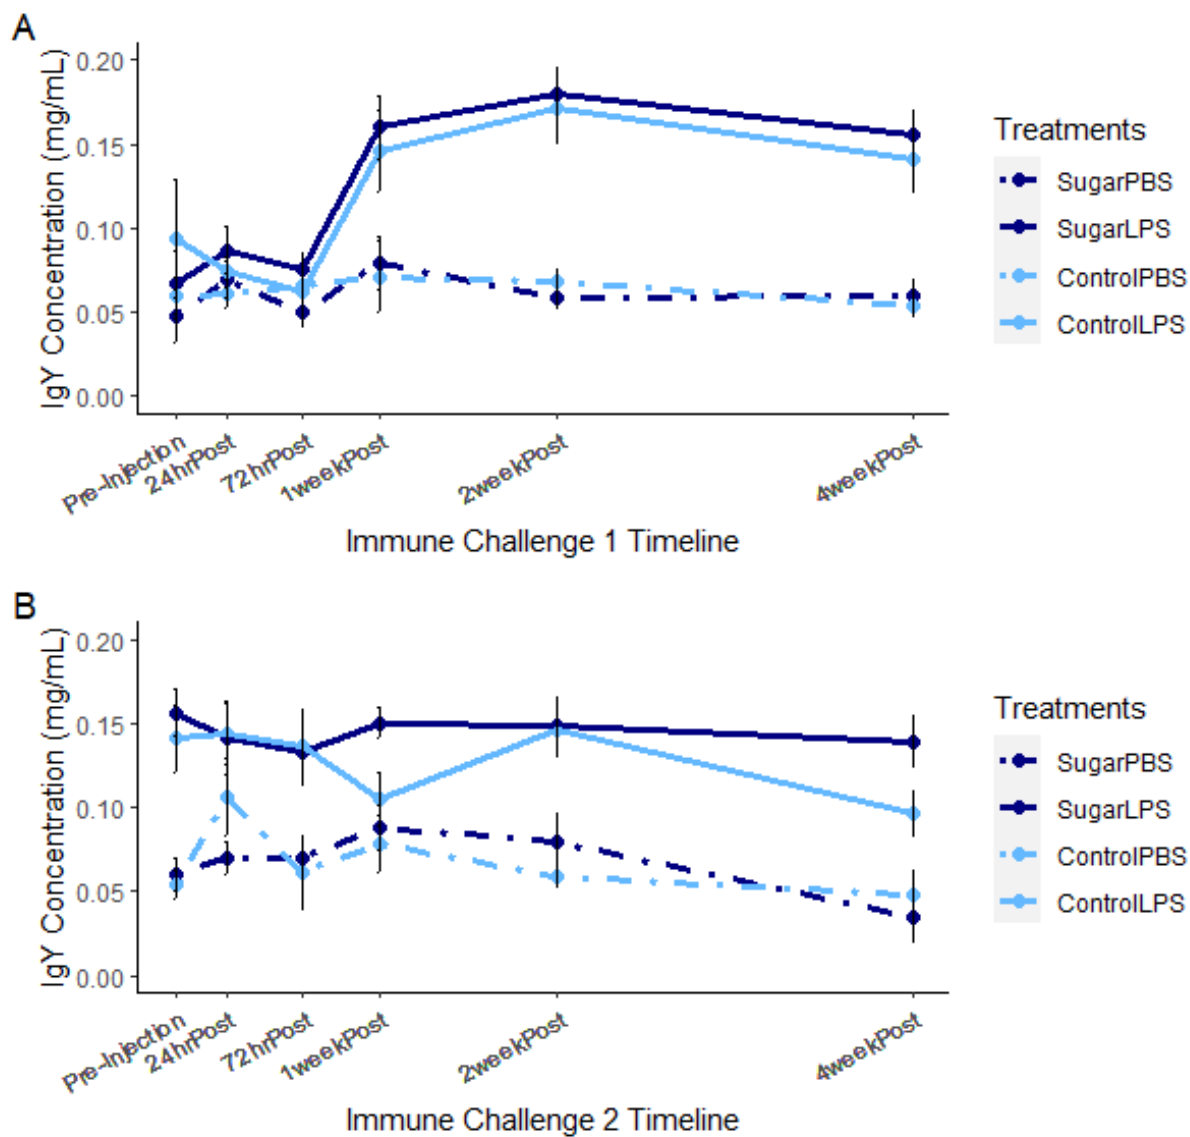 A
IgY Concentration (mg/mL)
0.20
0.15
0.10
0.05
0.00
Pre-Injection
24hrPost
72hrPost
1weekPost
2weekPost
4weekPost
Immune Challenge 1 Timeline
Treatments
SugarPBS
SugarLPS
ControlPBS
ControlLPS
B
IgY Concentration (mg/mL)
0.20
0.15
0.10
0.05
0.00
Pre-Injection
24hrPost
72hrPost
1weekPost
2weekPost
4weekPost
Immune Challenge 2 Timeline
Treatments
SugarPBS
SugarLPS
ControlPBS
ControlLPS